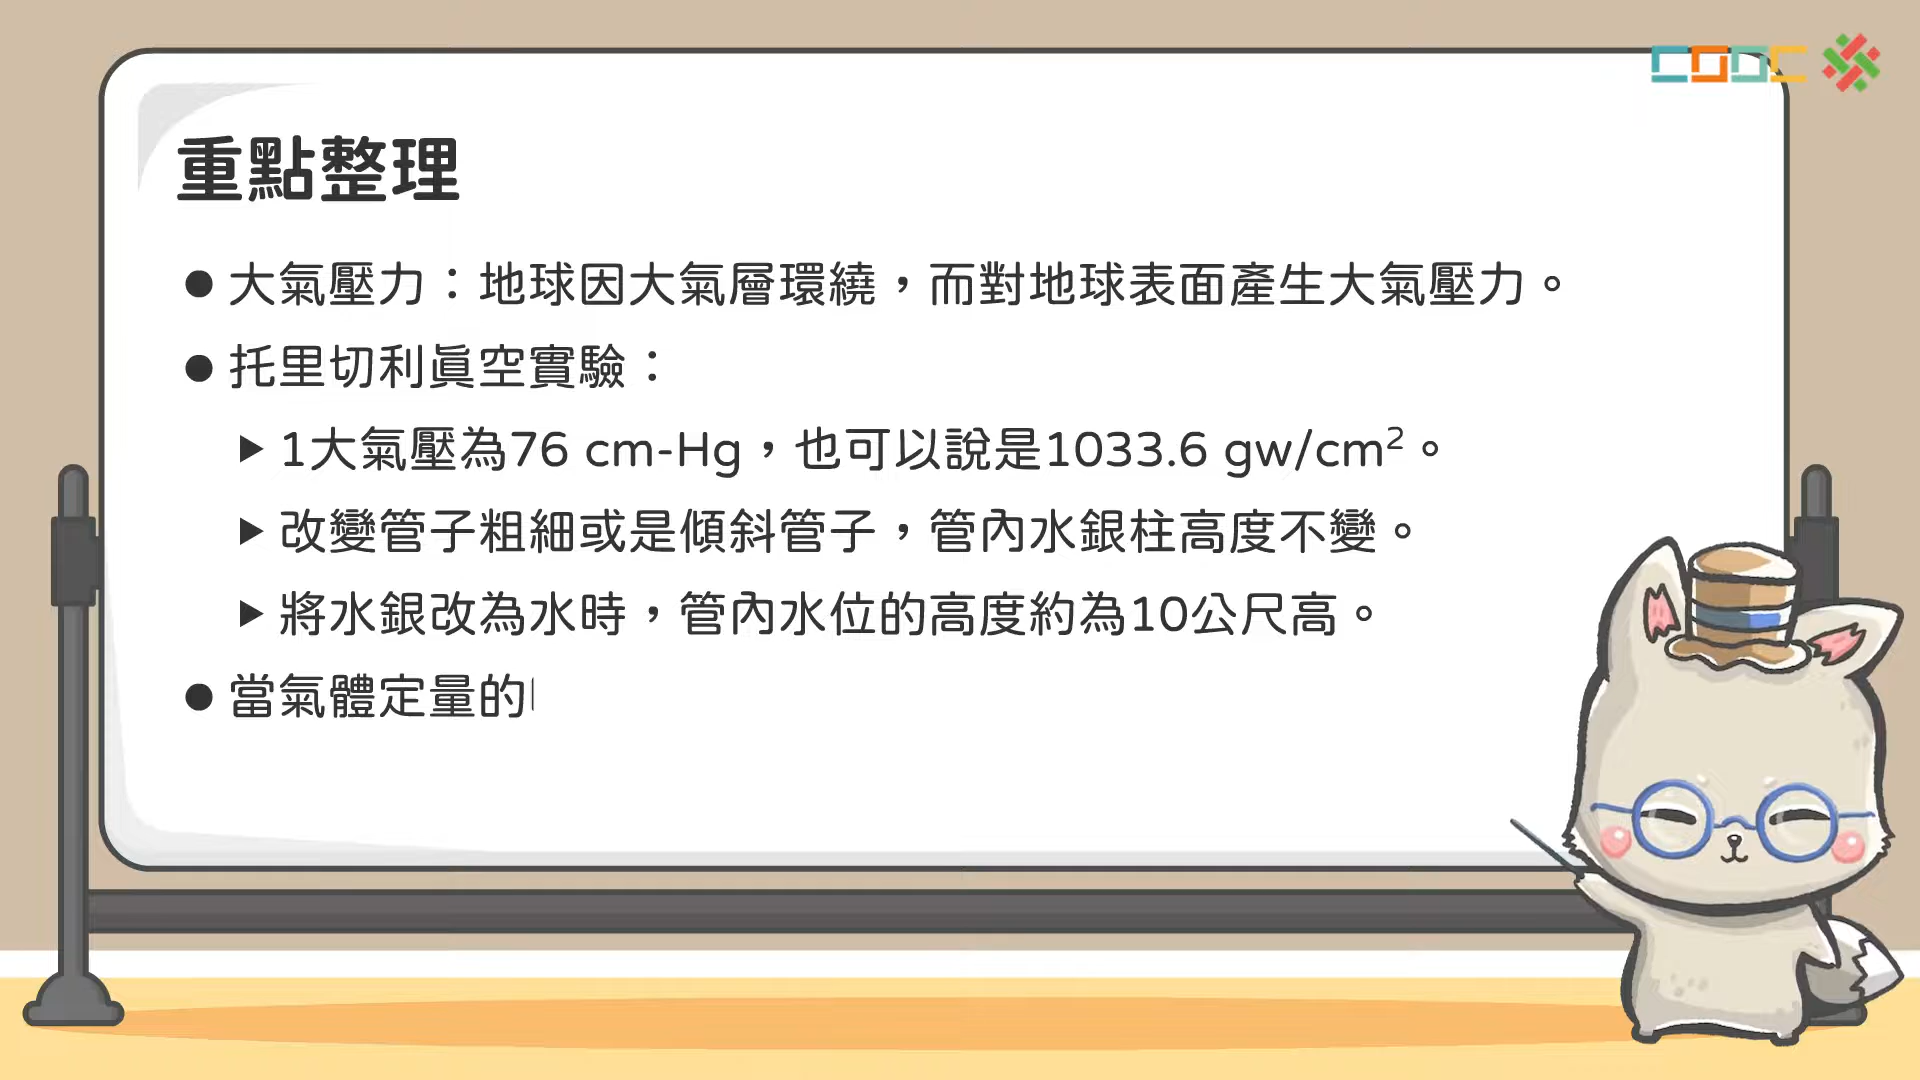 COOC
重點整理
●大氣壓力：地球因大氣層環繞，而對地球表面產生大氣壓力。
●托里切利真空實驗：
▶1大氣壓為76 cm-Hg，也可以說是1033.6 gw/cm²。
▶改變管子粗細或是傾斜管子，管內水銀柱高度不變。
▶將水銀改為水時，管內水位的高度約為10公尺高。
●當氣體定量的